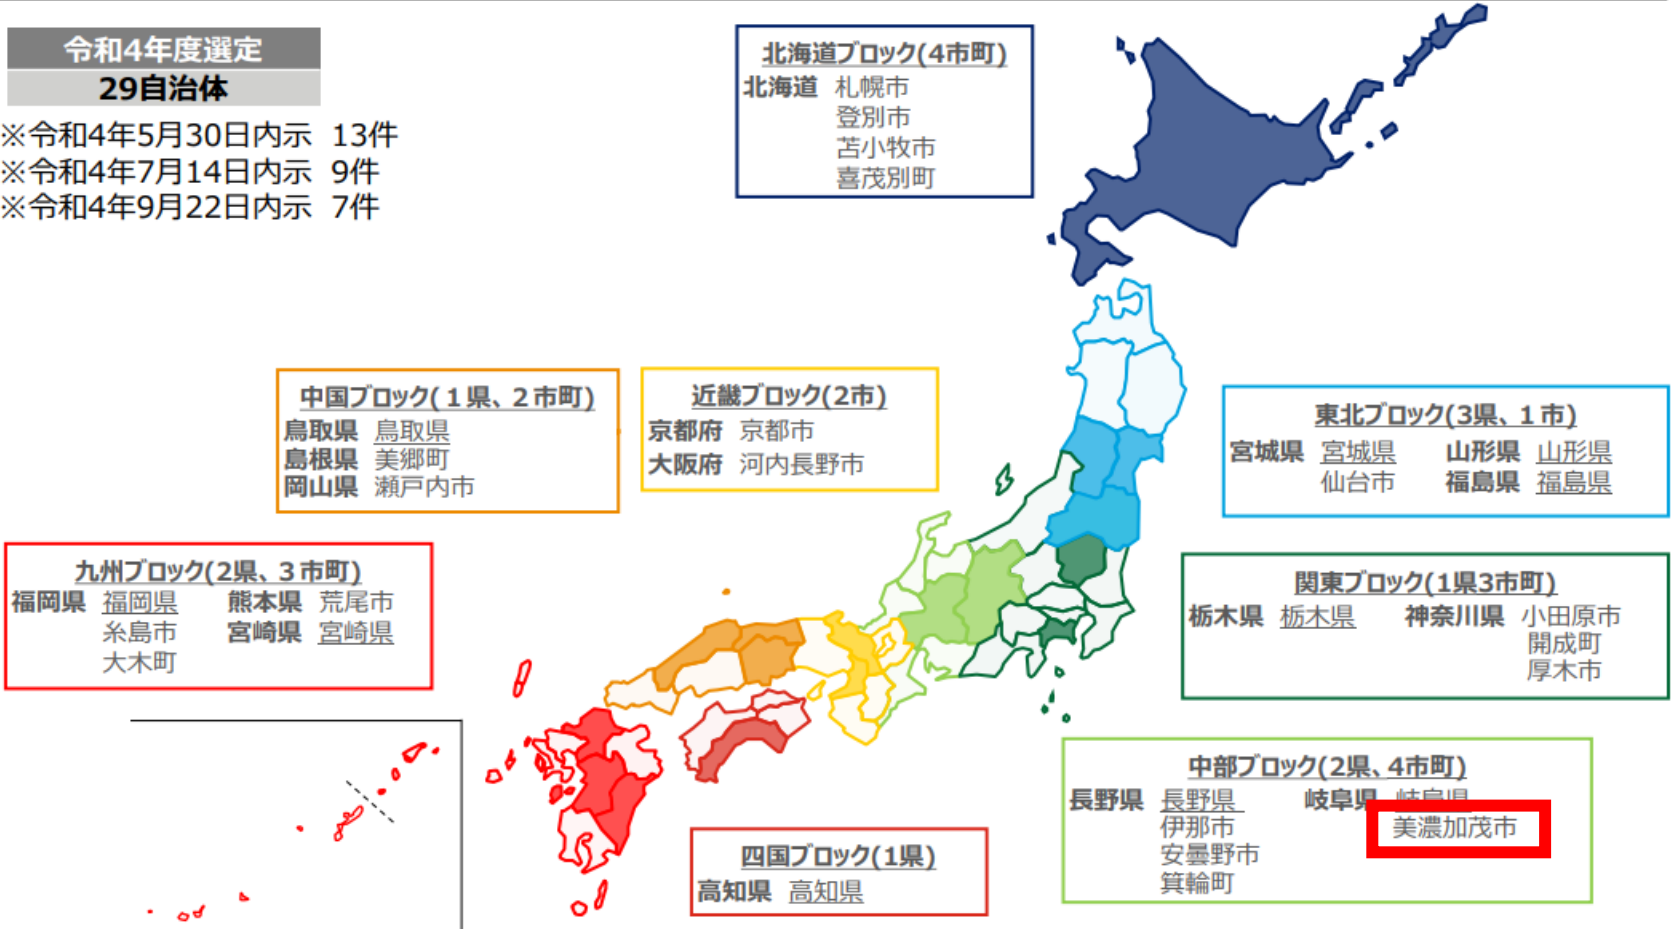 令和4年度選定
29自治体
※令和4年5月30日内示 13件
※令和4年7月14日内示 9件
※令和4年9月22日内示 7件
北海道ブロック(4市町)
北海道 札幌市
登別市
苫小牧市
喜茂別町
中国ブロック(1県、2市町)
鳥取県 鳥取県
島根県 美郷町
岡山県 瀬戸内市
近畿ブロック(2市)
京都府 京都市
大阪府 河内長野市
東北ブロック(3県、1市)
宮城県 宮城県 山形県 山形県
仙台市 福島県 福島県
九州ブロック(2県、3市町)
福岡県 福岡県 熊本県 荒尾市
糸島市 宮崎県 宮崎県
大木町
関東ブロック(1県3市町)
栃木県 栃木県 神奈川県 小田原市
開成町
厚木市
中部ブロック(2県、4市町)
長野県 長野県 岐阜県 岐阜県
伊那市 美濃加茂市
安曇野市
箕輪町
四国ブロック(1県)
高知県 高知県